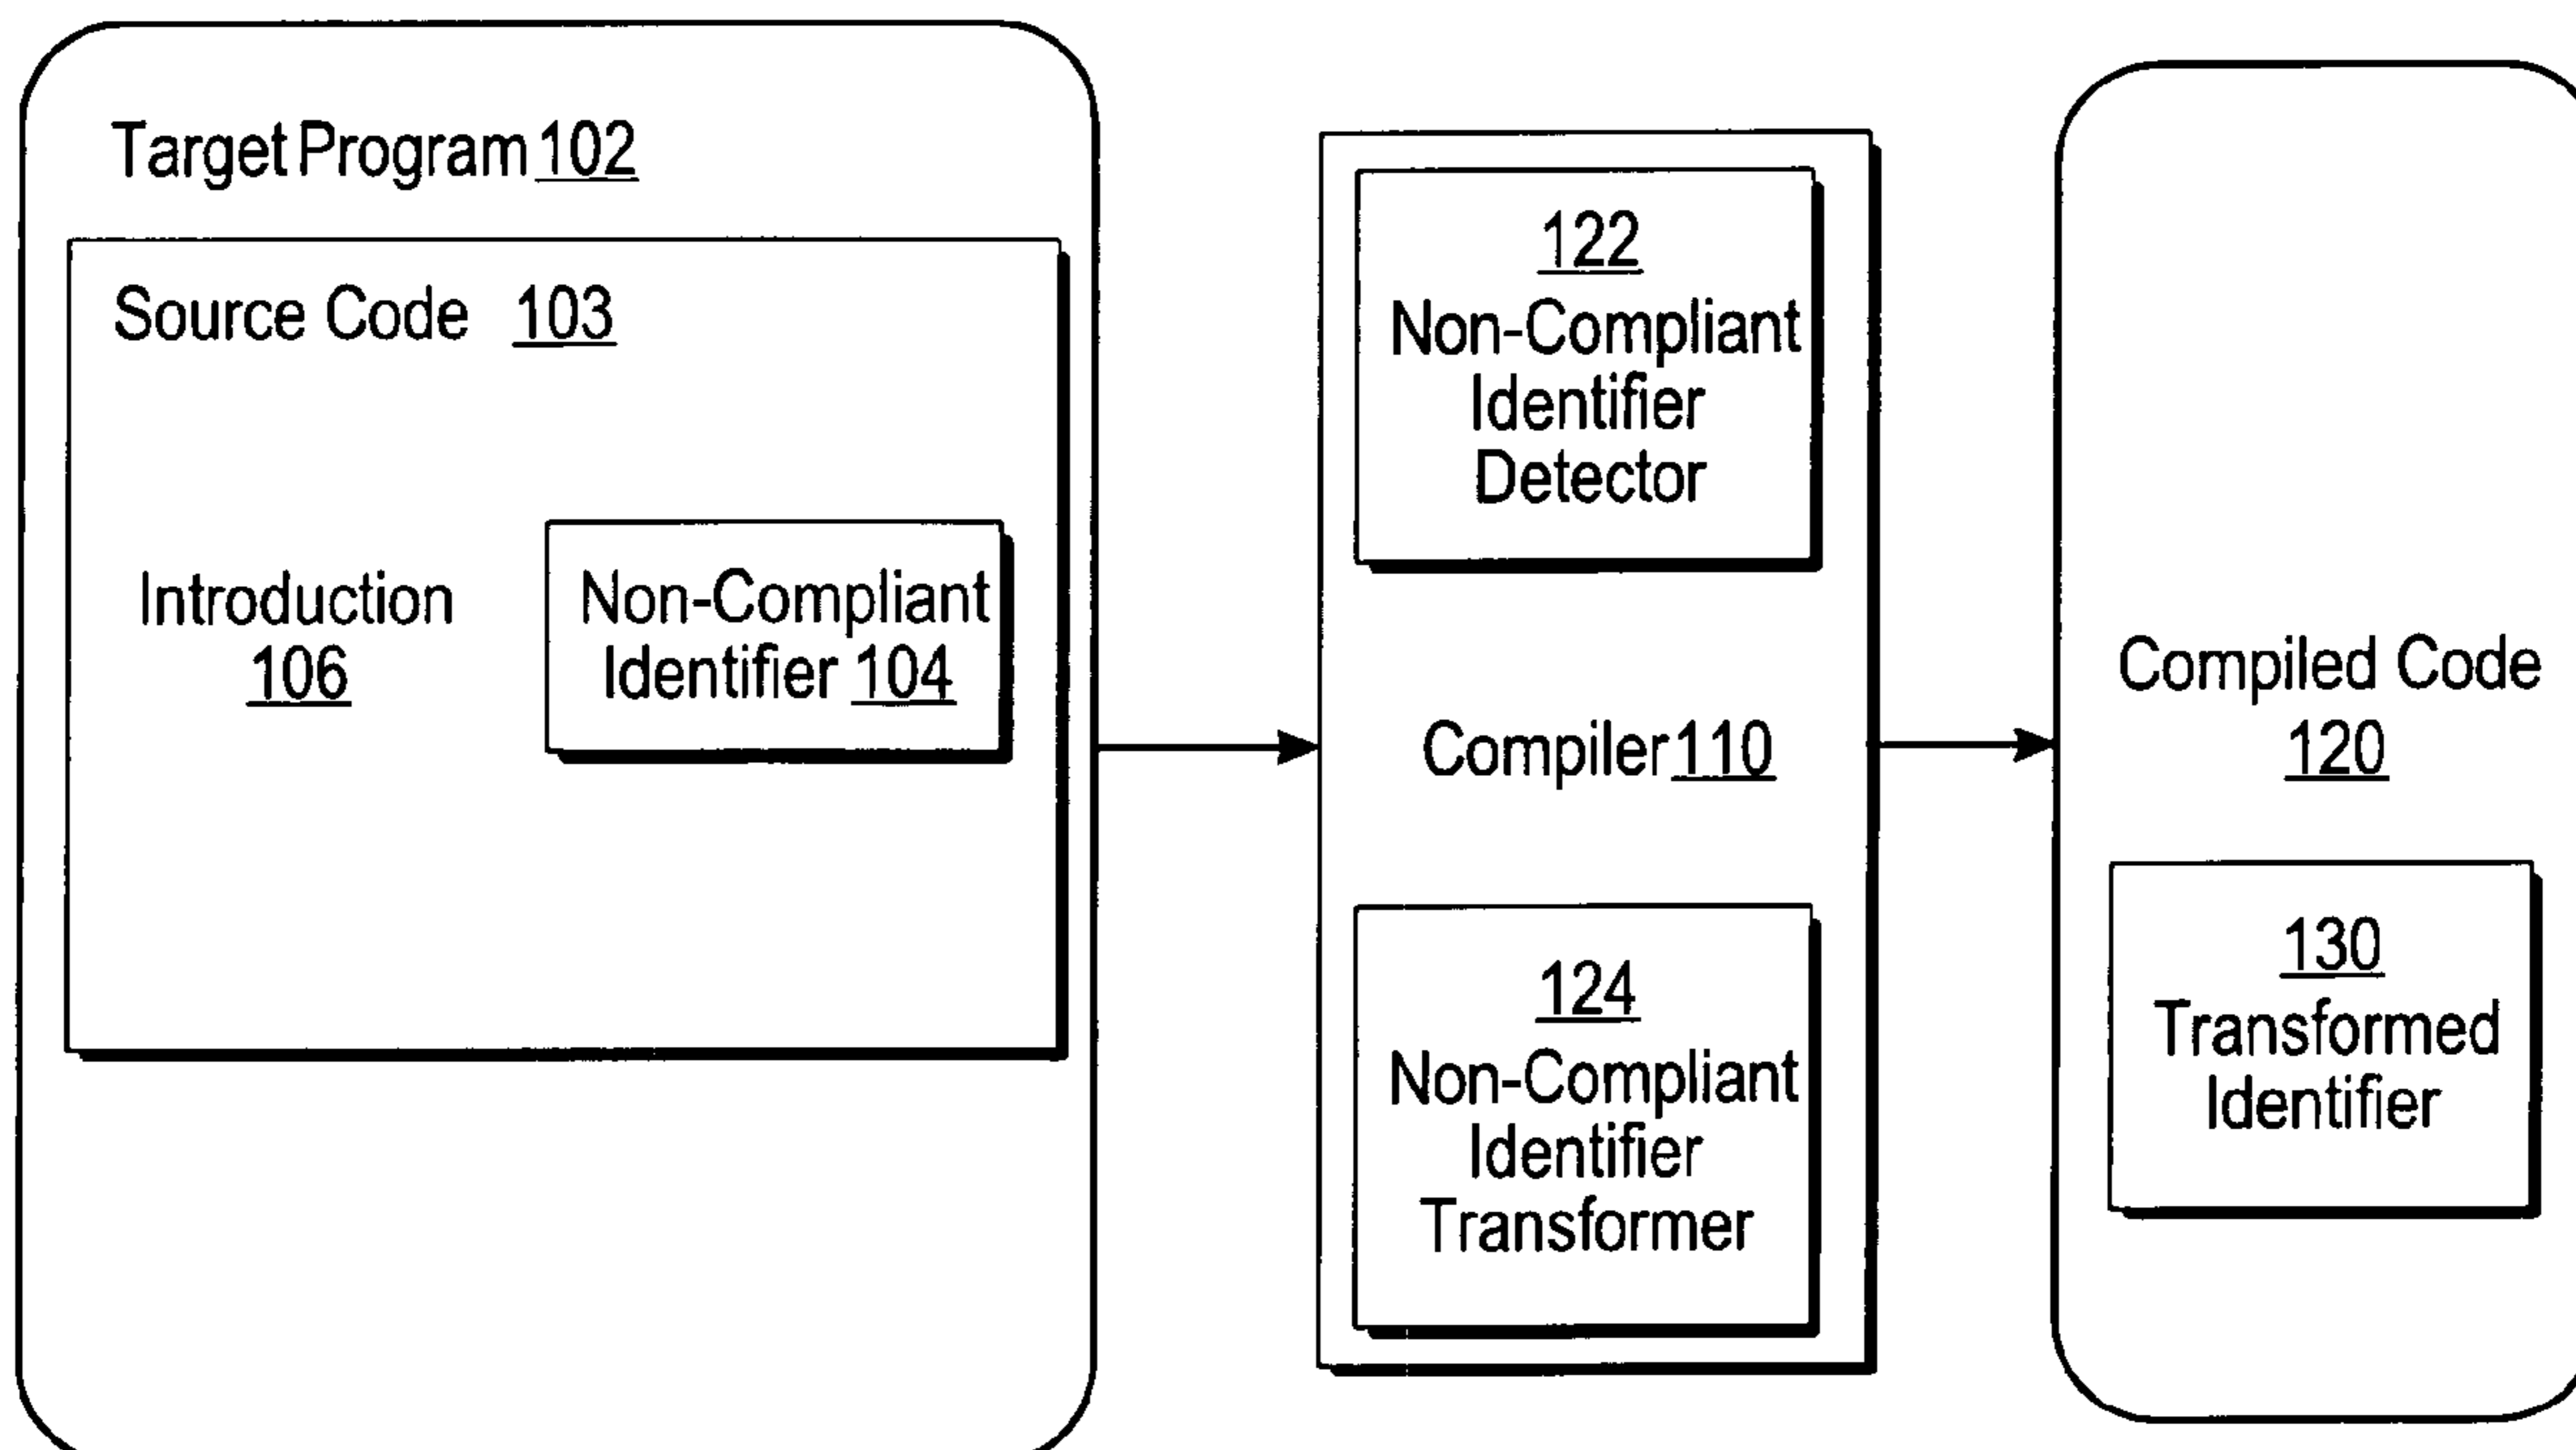 Target Program 102
Source Code 103
Introduction
106
Non-Compliant
Identifier 104
122
Non-Compliant
Identifier
Detector
Compiler 110
124
Non-Compliant
Identifier
Transformer
Compiled Code
120
130
Transformed
Identifier